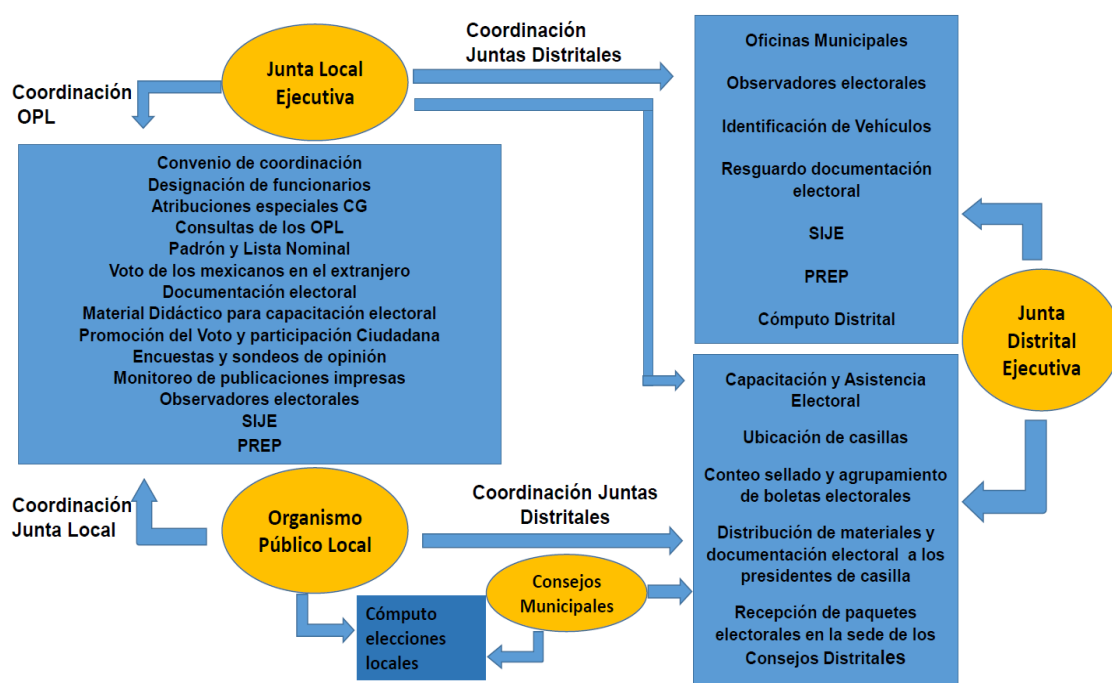 Coordinación
OPL
Junta Local
Ejecutiva
Coordinación
Juntas Distritales
Convenio de coordinación
Designación de funcionarios
Atribuciones especiales CG
Consultas de los OPL
Padrón y Lista Nominal
Voto de los mexicanos en el extranjero
Documentación electoral
Material Didáctico para capacitación electoral
Promoción del Voto y participación Ciudadana
Encuestas y sondeos de opinión
Monitoreo de publicaciones impresas
Observadores electorales
SIJE
PREP
Oficinas Municipales
Observadores electorales
Identificación de Vehículos
Resguardo documentación
electoral
SIJE
PREP
Cómputo Distrital
Junta
Distrital
Ejecutiva
Capacitación y Asistencia
Electoral
Ubicación de casillas
Conteo sellado y agrupamiento
de boletas electorales
Distribución de materiales y
documentación electoral a los
presidentes de casilla
Recepción de paquetes
electorales en la sede de los
Consejos Distritales
Coordinación
Junta Local
Organismo
Público Local
Coordinación Juntas
Distritales
Consejos
Municipales
Cómputo
elecciones
locales